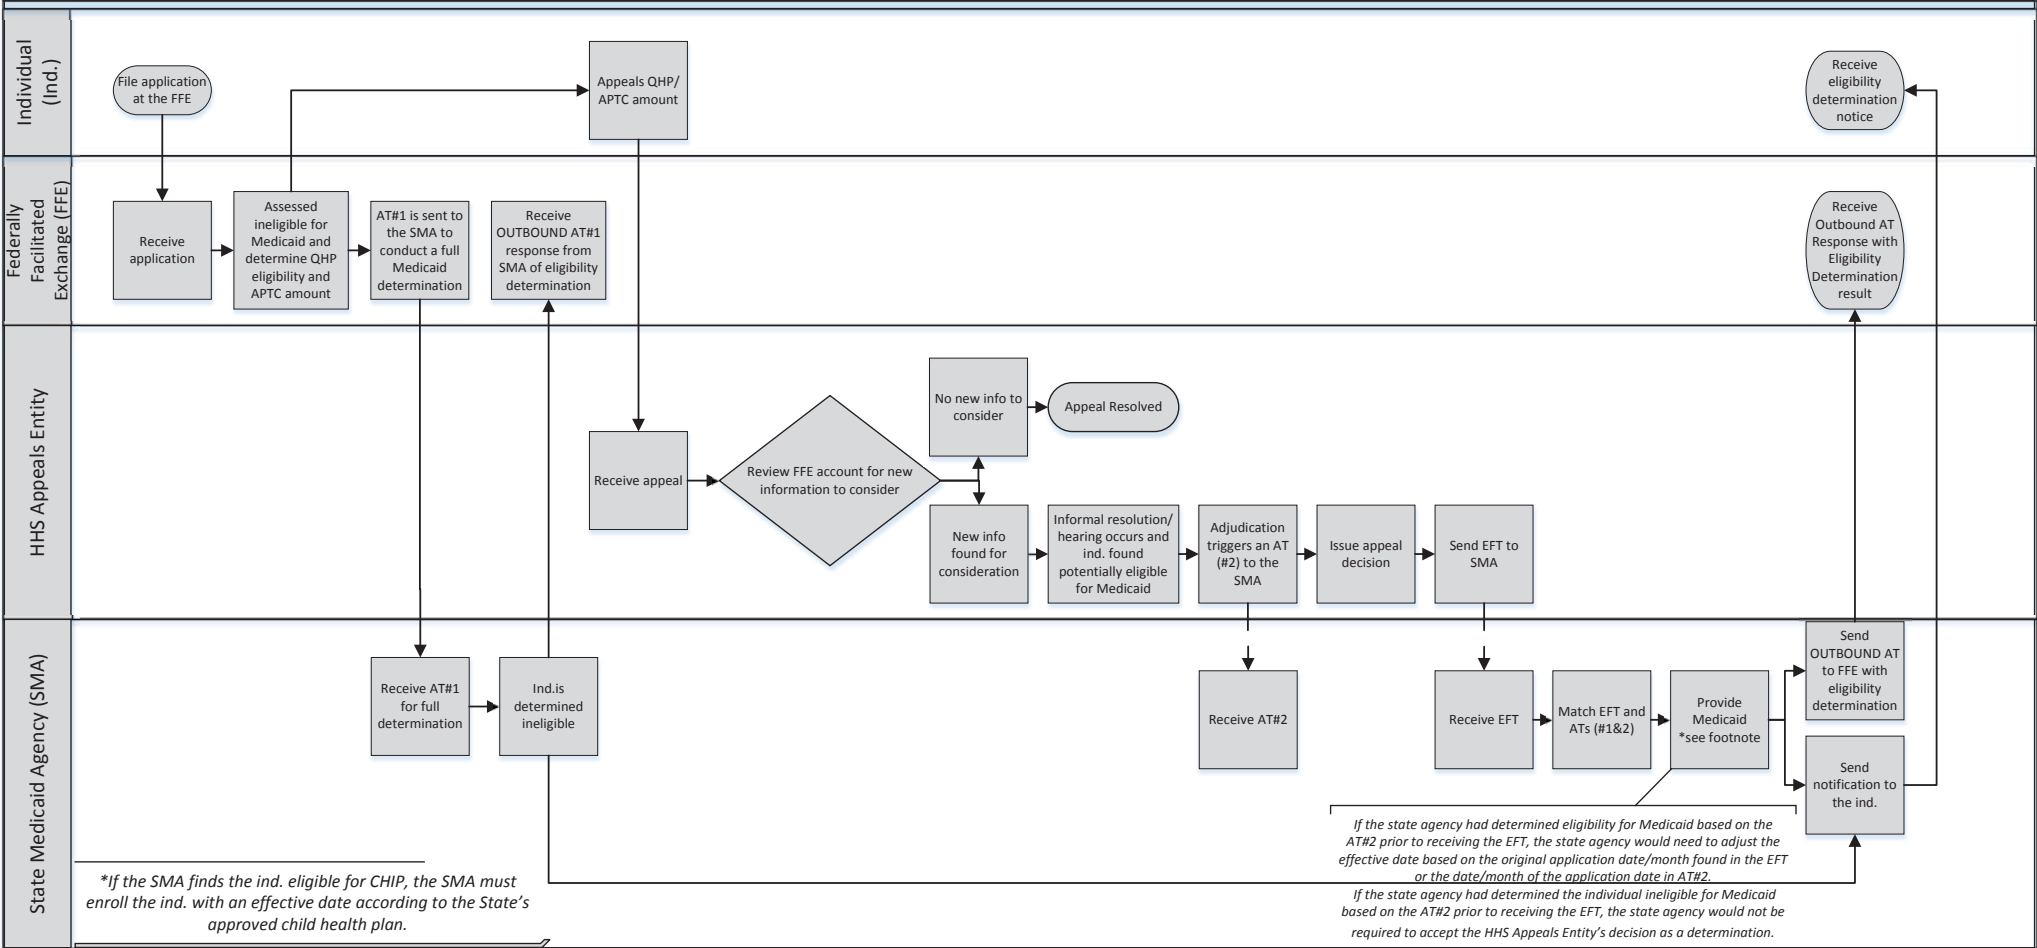 Individual
(Ind.)
File application
at the FFE
Appeals QHP/
APTC amount
Receive
eligibility
determination
notice
Federally
Facilitated
Exchange (FFE)
Receive
application
Assessed
ineligible for
Medicaid and
determine QHP
eligibility and
APTC amount
AT#1 is sent to
the SMA to
conduct a full
Medicaid
determination
Receive
OUTBOUND AT#1
response from
SMA of eligibility
determination
Receive
Outbound AT
Response with
Eligibility
Determination
result
HHS Appeals Entity
Receive appeal
Review FFE account for new
information to consider
No new info to
consider
Appeal Resolved
New info
found for
consideration
Informal resolution/
hearing occurs and
ind. found
potentially eligible
for Medicaid
Adjudication
triggers an AT
(#2) to the
SMA
Issue appeal
decision
Send EFT to
SMA
State Medicaid Agency (SMA)
Receive AT#1
for full
determination
Ind.is
determined
ineligible
Receive AT#2
Receive EFT
Match EFT and
ATs (#1&2)
Provide
Medicaid
*see footnote
Send
OUTBOUND AT
to FFE with
eligibility
determination
Send
notification to
the ind.
If the state agency had determined eligibility for Medicaid based on the
AT#2 prior to receiving the EFT, the state agency would need to adjust the
effective date based on the original application date/month found in the EFT
or the date/month of the application date in AT#2.
If the state agency had determined the individual ineligible for Medicaid
based on the AT#2 prior to receiving the EFT, the state agency would not be
required to accept the HHS Appeals Entity's decision as a determination.
*If the SMA finds the ind. eligible for CHIP, the SMA must
enroll the ind. with an effective date according to the State's
approved child health plan.